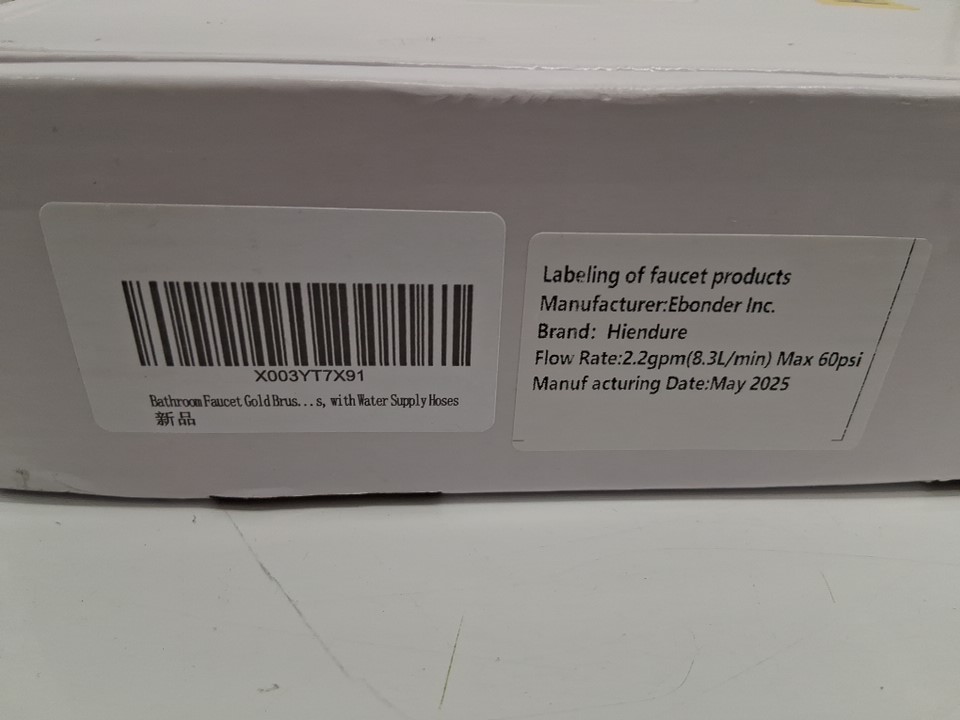 X003YT7X91
Bathroom Faucet Gold Brus...s, with Water Supply Hoses
新品
Labeling of faucet products
Manufacturer:Ebonder Inc.
Brand: Hiendure
Flow Rate:2.2gpm(8.3L/min) Max 60psi
Manuf acturing Date:May 2025